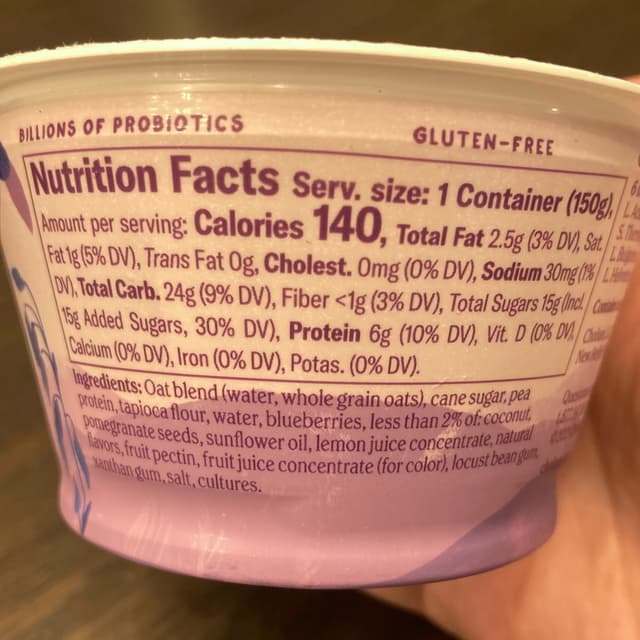 BILLIONS OF PROBIOTICS
GLUTEN-FREE
Nutrition Facts Serv. size: 1 Container (150g),
Amount per serving: Calories 140, Total Fat 2.5g (3% DV), Sat.
Fat 1g (5% DV), Trans Fat 0g, Cholest. 0mg (0% DV), Sodium 30mg (1%
DV), Total Carb. 24g (9% DV), Fiber <1g (3% DV), Total Sugars 15g (Incl.
15g Added Sugars, 30% DV), Protein 6g (10% DV), Vit. D (0% DV),
Calcium (0% DV), Iron (0% DV), Potas. (0% DV).
Ingredients: Oat blend (water, whole grain oats), cane sugar, pea
protein, tapioca flour, water, blueberries, less than 2% of: coconut,
pomegranate seeds, sunflower oil, lemon juice concentrate, natural
flavors, fruit pectin, fruit juice concentrate (for color), locust bean gum,
xanthan gum, salt, cultures.